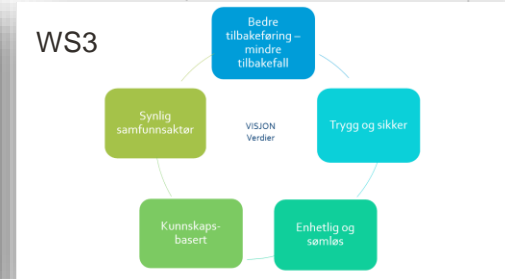 WS3
Bedre
tilbakeføring –
mindre
tilbakefall
Synlig
samfunnsaktør
VISJON
Verdier
Trygg og sikker
Kunnskaps-
basert
Enhetlig og
sømløs